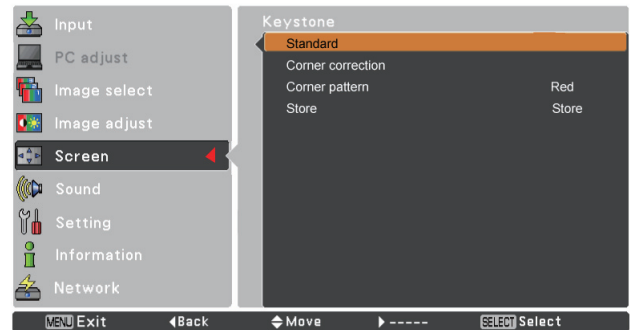 Input
PC adjust
Image select
Image adjust
Screen
Sound
Setting
Information
Network
Keystone
Standard
Corner correction
Corner pattern Red
Store Store
MENU Exit ◀Back Move ▶ ----- SELECT Select